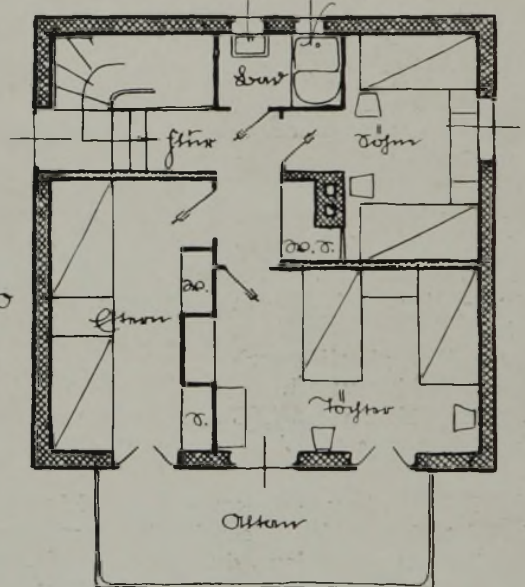 Bad
Flur
Söhne
W. S.
W.
Eltern
S.
Töchter
Altan